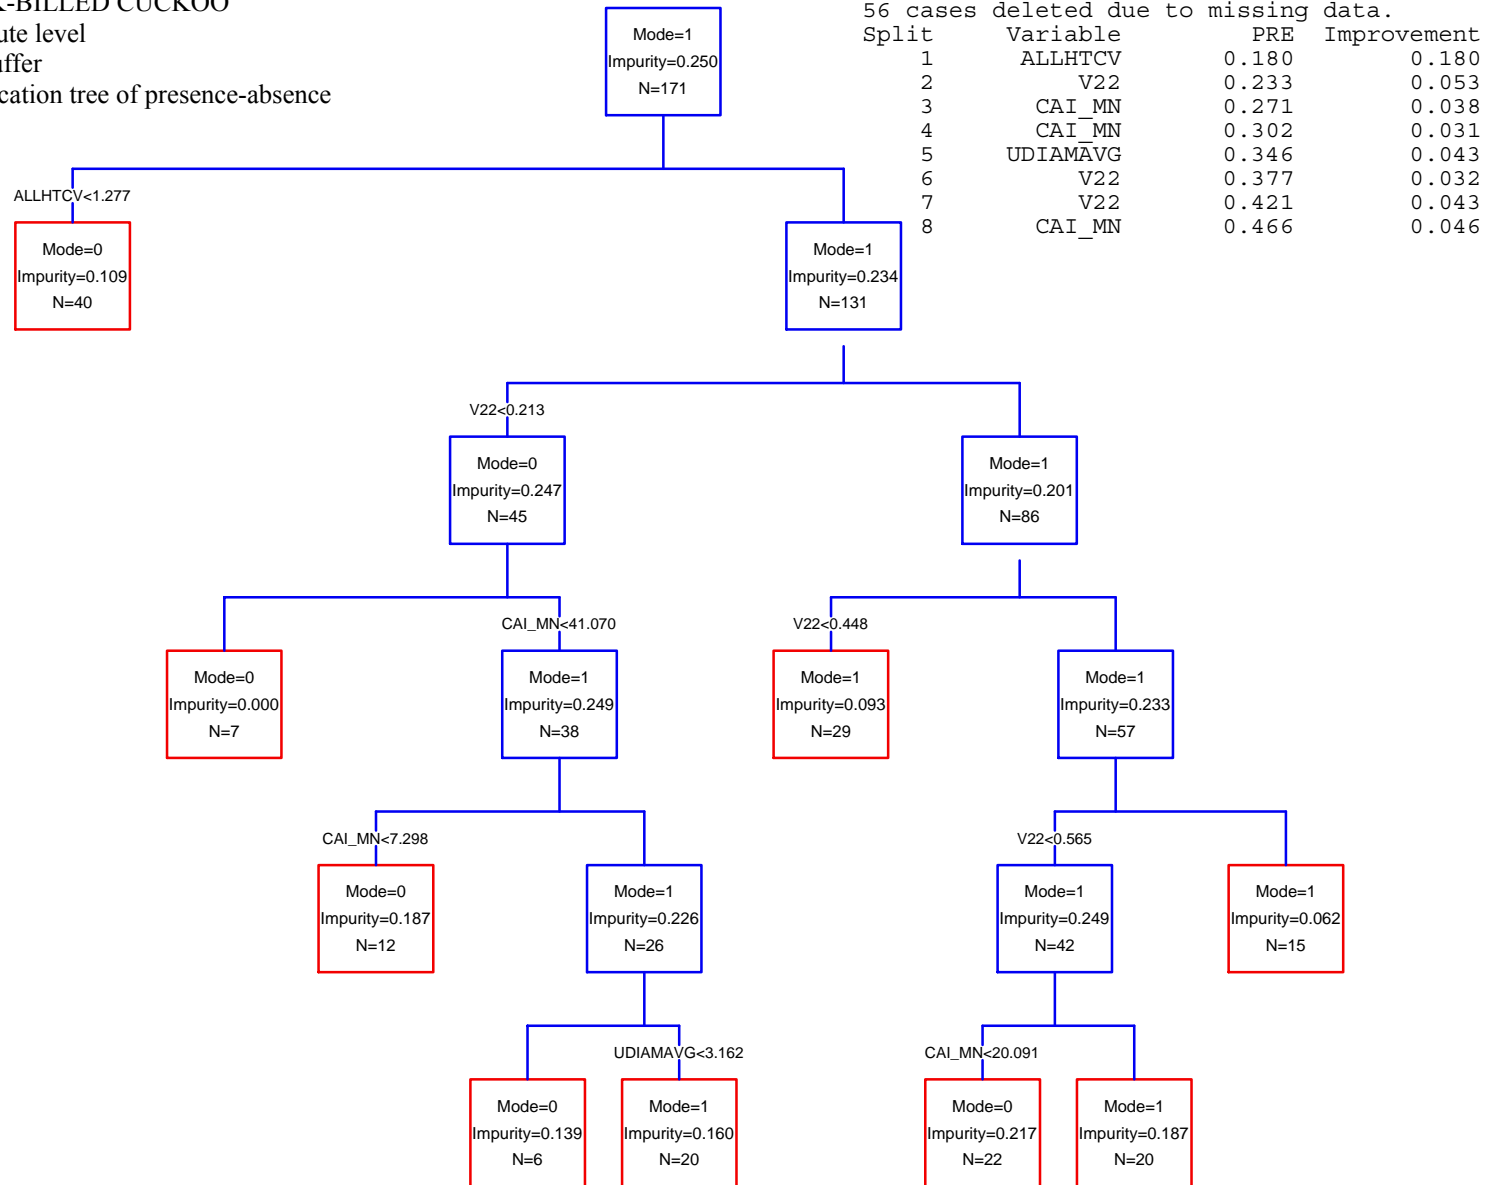 K-BILLED CUCKOO
ute level
uffer
cation tree of presence-absence
56 cases deleted due to missing data.
Split Variable PRE Improvement
1 ALLHTCV 0.180 0.180
2 V22 0.233 0.053
3 CAI_MN 0.271 0.038
4 CAI_MN 0.302 0.031
5 UDIAMAVG 0.346 0.043
6 V22 0.377 0.032
7 V22 0.421 0.043
8 CAI_MN 0.466 0.046
Mode=1
Impurity=0.250
N=171
ALLHTCV<1.277
Mode=0
Impurity=0.109
N=40
Mode=1
Impurity=0.234
N=131
V22<0.213
Mode=0
Impurity=0.247
N=45
Mode=1
Impurity=0.201
N=86
CAI_MN<41.070
V22<0.448
Mode=0
Impurity=0.000
N=7
Mode=1
Impurity=0.249
N=38
Mode=1
Impurity=0.093
N=29
Mode=1
Impurity=0.233
N=57
CAI_MN<7.298
V22<0.565
Mode=0
Impurity=0.187
N=12
Mode=1
Impurity=0.226
N=26
Mode=1
Impurity=0.249
N=42
Mode=1
Impurity=0.062
N=15
UDIAMAVG<3.162
CAI_MN<20.091
Mode=0
Impurity=0.139
N=6
Mode=1
Impurity=0.160
N=20
Mode=0
Impurity=0.217
N=22
Mode=1
Impurity=0.187
N=20